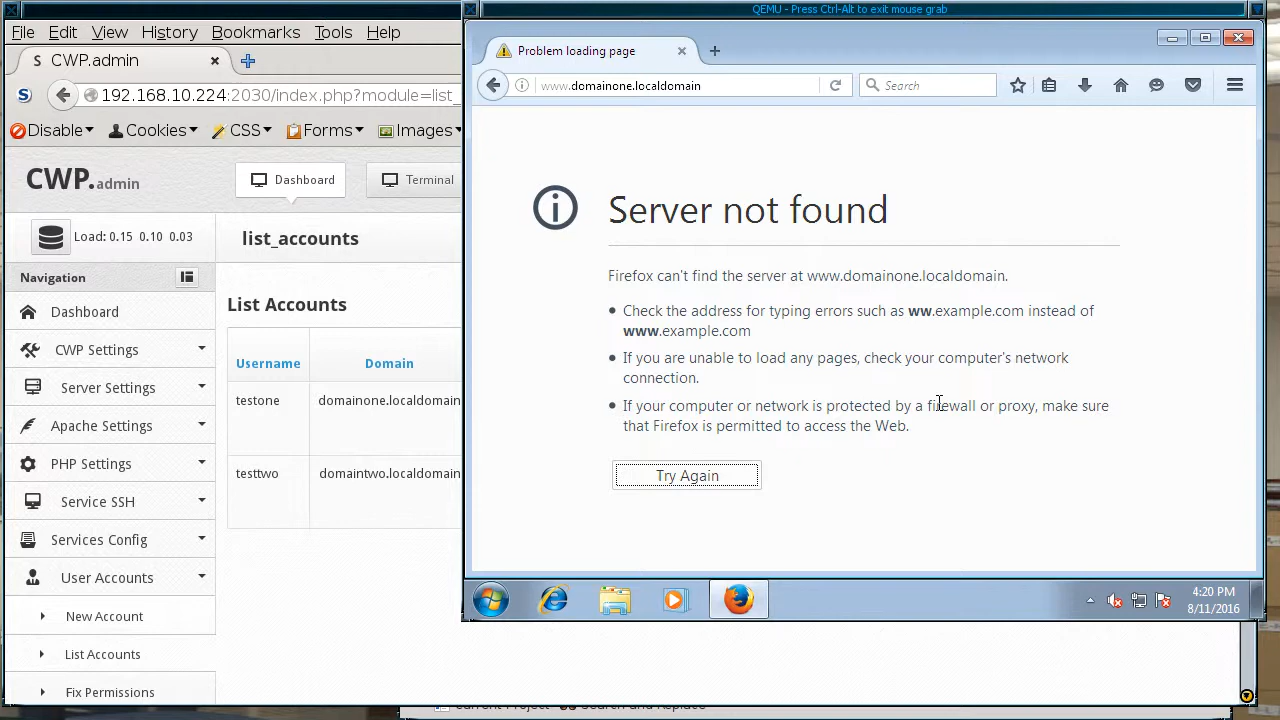 QEMU - Press Ctrl-Alt to exit mouse grab
File Edit View History Bookmarks Tools Help
S CWP.admin
192.168.10.224:2030/index.php?module=list_
Disable Cookies CSS Forms Images
CWP.admin
Dashboard
Terminal
Load: 0.15 0.10 0.03
list_accounts
Navigation
Dashboard
CWP Settings
Server Settings
Apache Settings
PHP Settings
Service SSH
Services Config
User Accounts
New Account
List Accounts
Fix Permissions
List Accounts
Username Domain
testone domainone.localdomain
testtwo domaintwo.localdomain
Problem loading page
www.domainone.localdomain
Search
Server not found
Firefox can't find the server at www.domainone.localdomain.
Check the address for typing errors such as ww.example.com instead of
www.example.com
If you are unable to load any pages, check your computer's network
connection.
If your computer or network is protected by a firewall or proxy, make sure
that Firefox is permitted to access the Web.
Try Again
4:20 PM
8/11/2016
Current Project
Search and Replace